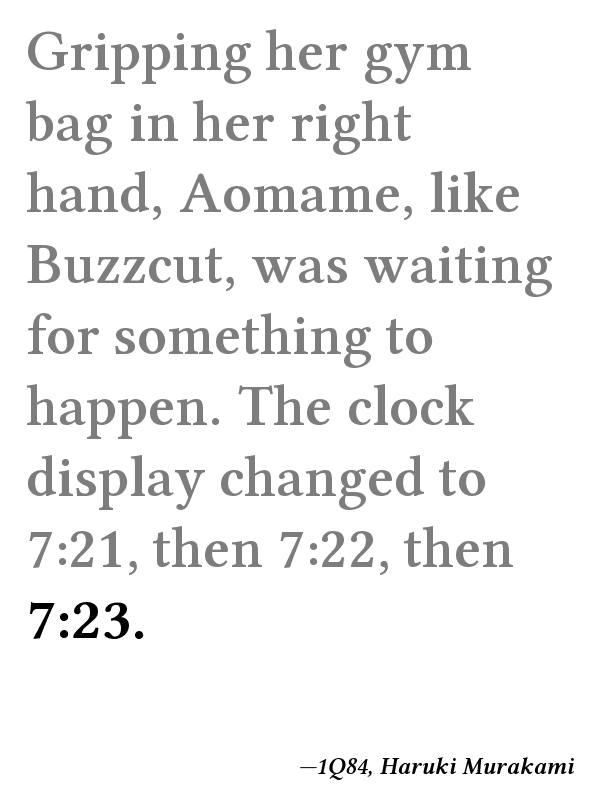 Gripping her gym
bag in her right
hand, Aomame, like
Buzzcut, was waiting
for something to
happen. The clock
display changed to
7:21, then 7:22, then
7:23.
—1Q84, Haruki Murakami